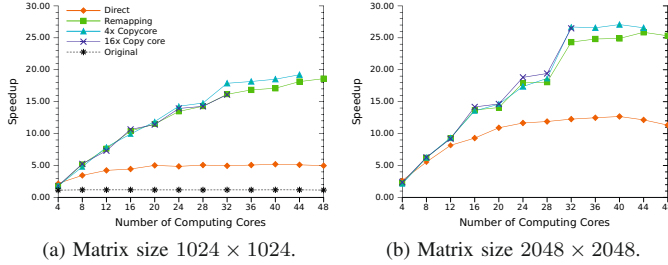 Direct
Remapping
4x Copycore
16x Copy core
Original
Speedup
30.00
25.00
20.00
15.00
10.00
5.00
0.00
4 8 12 16 20 24 28 32 36 40 44 48
Number of Computing Cores
(a) Matrix size 1024 × 1024.
Speedup
30.00
25.00
20.00
15.00
10.00
5.00
0.00
4 8 12 16 20 24 28 32 36 40 44 4
Number of Computing Cores
(b) Matrix size 2048 × 2048.